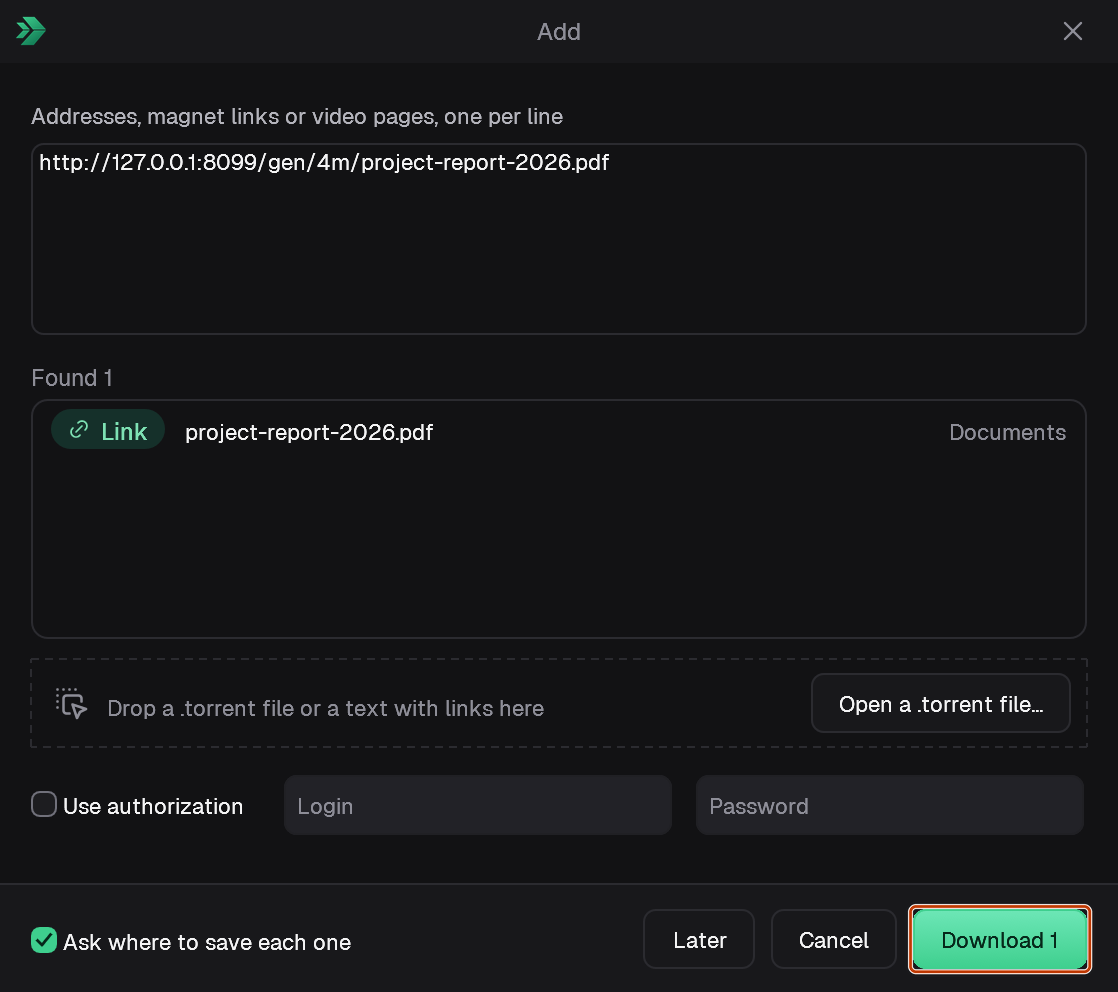 Add
Addresses, magnet links or video pages, one per line
http://127.0.0.1:8099/gen/4m/project-report-2026.pdf
Found 1
Link project-report-2026.pdf Documents
Drop a .torrent file or a text with links here Open a .torrent file...
Use authorization Login Password
Ask where to save each one Later Cancel Download 1